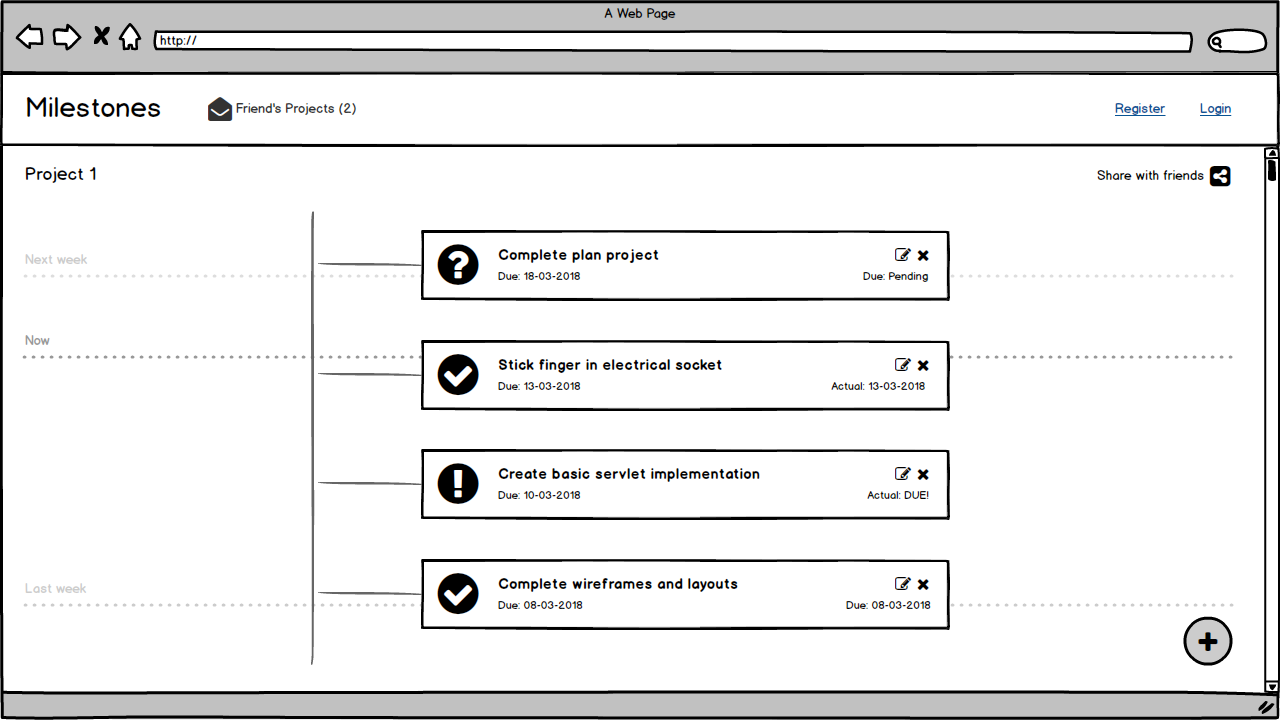 A Web Page
http://
Milestones
Friend's Projects (2)
Register
Login
Project 1
Share with friends
Next week
Complete plan project
Due: 18-03-2018
Due: Pending
Now
Stick finger in electrical socket
Due: 13-03-2018
Actual: 13-03-2018
Create basic servlet implementation
Due: 10-03-2018
Actual: DUE!
Last week
Complete wireframes and layouts
Due: 08-03-2018
Due: 08-03-2018